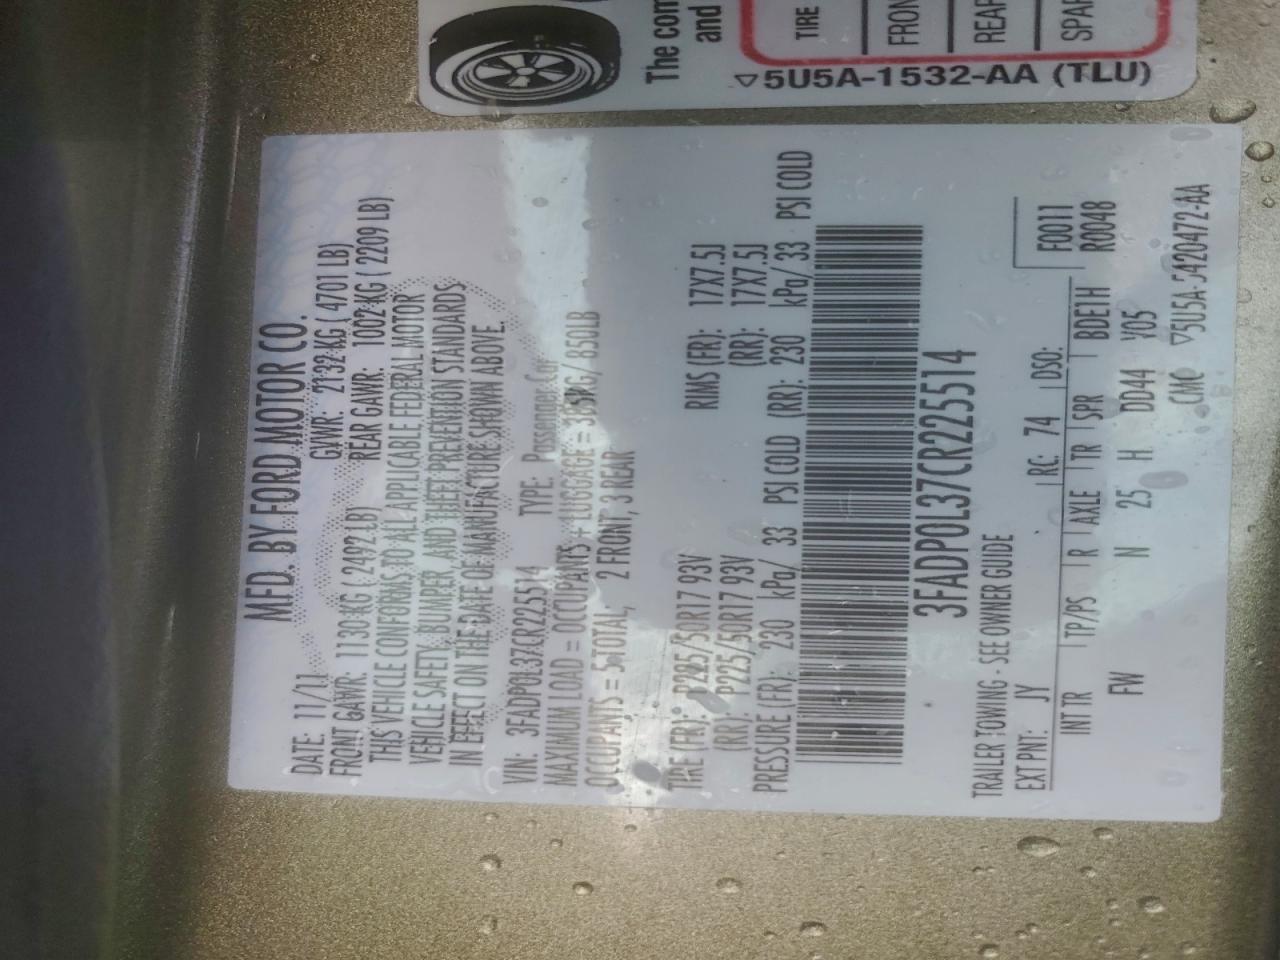 The com
and
TIRE
FRON
REAR
SPAR
▽5U5A-1532-AA (TLU)
MFD. BY FORD MOTOR CO.
DATE: 11/11 GVWR: 2132 KG ( 4701 LB)
FRONT GAWR: 1130 KG ( 2492 LB) REAR GAWR: 1002 KG ( 2209 LB)
THIS VEHICLE CONFORMS TO ALL APPLICABLE FEDERAL MOTOR
VEHICLE SAFETY, BUMPER, AND THEFT PREVENTION STANDARDS
IN EFFECT ON THE DATE OF MANUFACTURE SHOWN ABOVE.
VIN: 3FADP0L37CR225514 TYPE: Passenger Car
MAXIMUM LOAD = OCCUPANTS + LUGGAGE = 385KG/ 850LB
OCCUPANTS = 5 TOTAL, 2 FRONT, 3 REAR
TIRE (FR): P225/50R17 93V RIMS (FR): 17X7.5J
(RR): P225/50R17 93V (RR): 17X7.5J
PRESSURE (FR): 230 kPa/ 33 PSI COLD (RR): 230 kPa/ 33 PSI COLD
3FADP0L37CR225514
TRAILER TOWING - SEE OWNER GUIDE F0011
EXT PNT: JY RC: 74 DSO: R0048
INT TR TP/PS R AXLE TR SPR BDE1H
FW N 25 H DD44 Y05
CMC ▽5U5A-5420472-AA